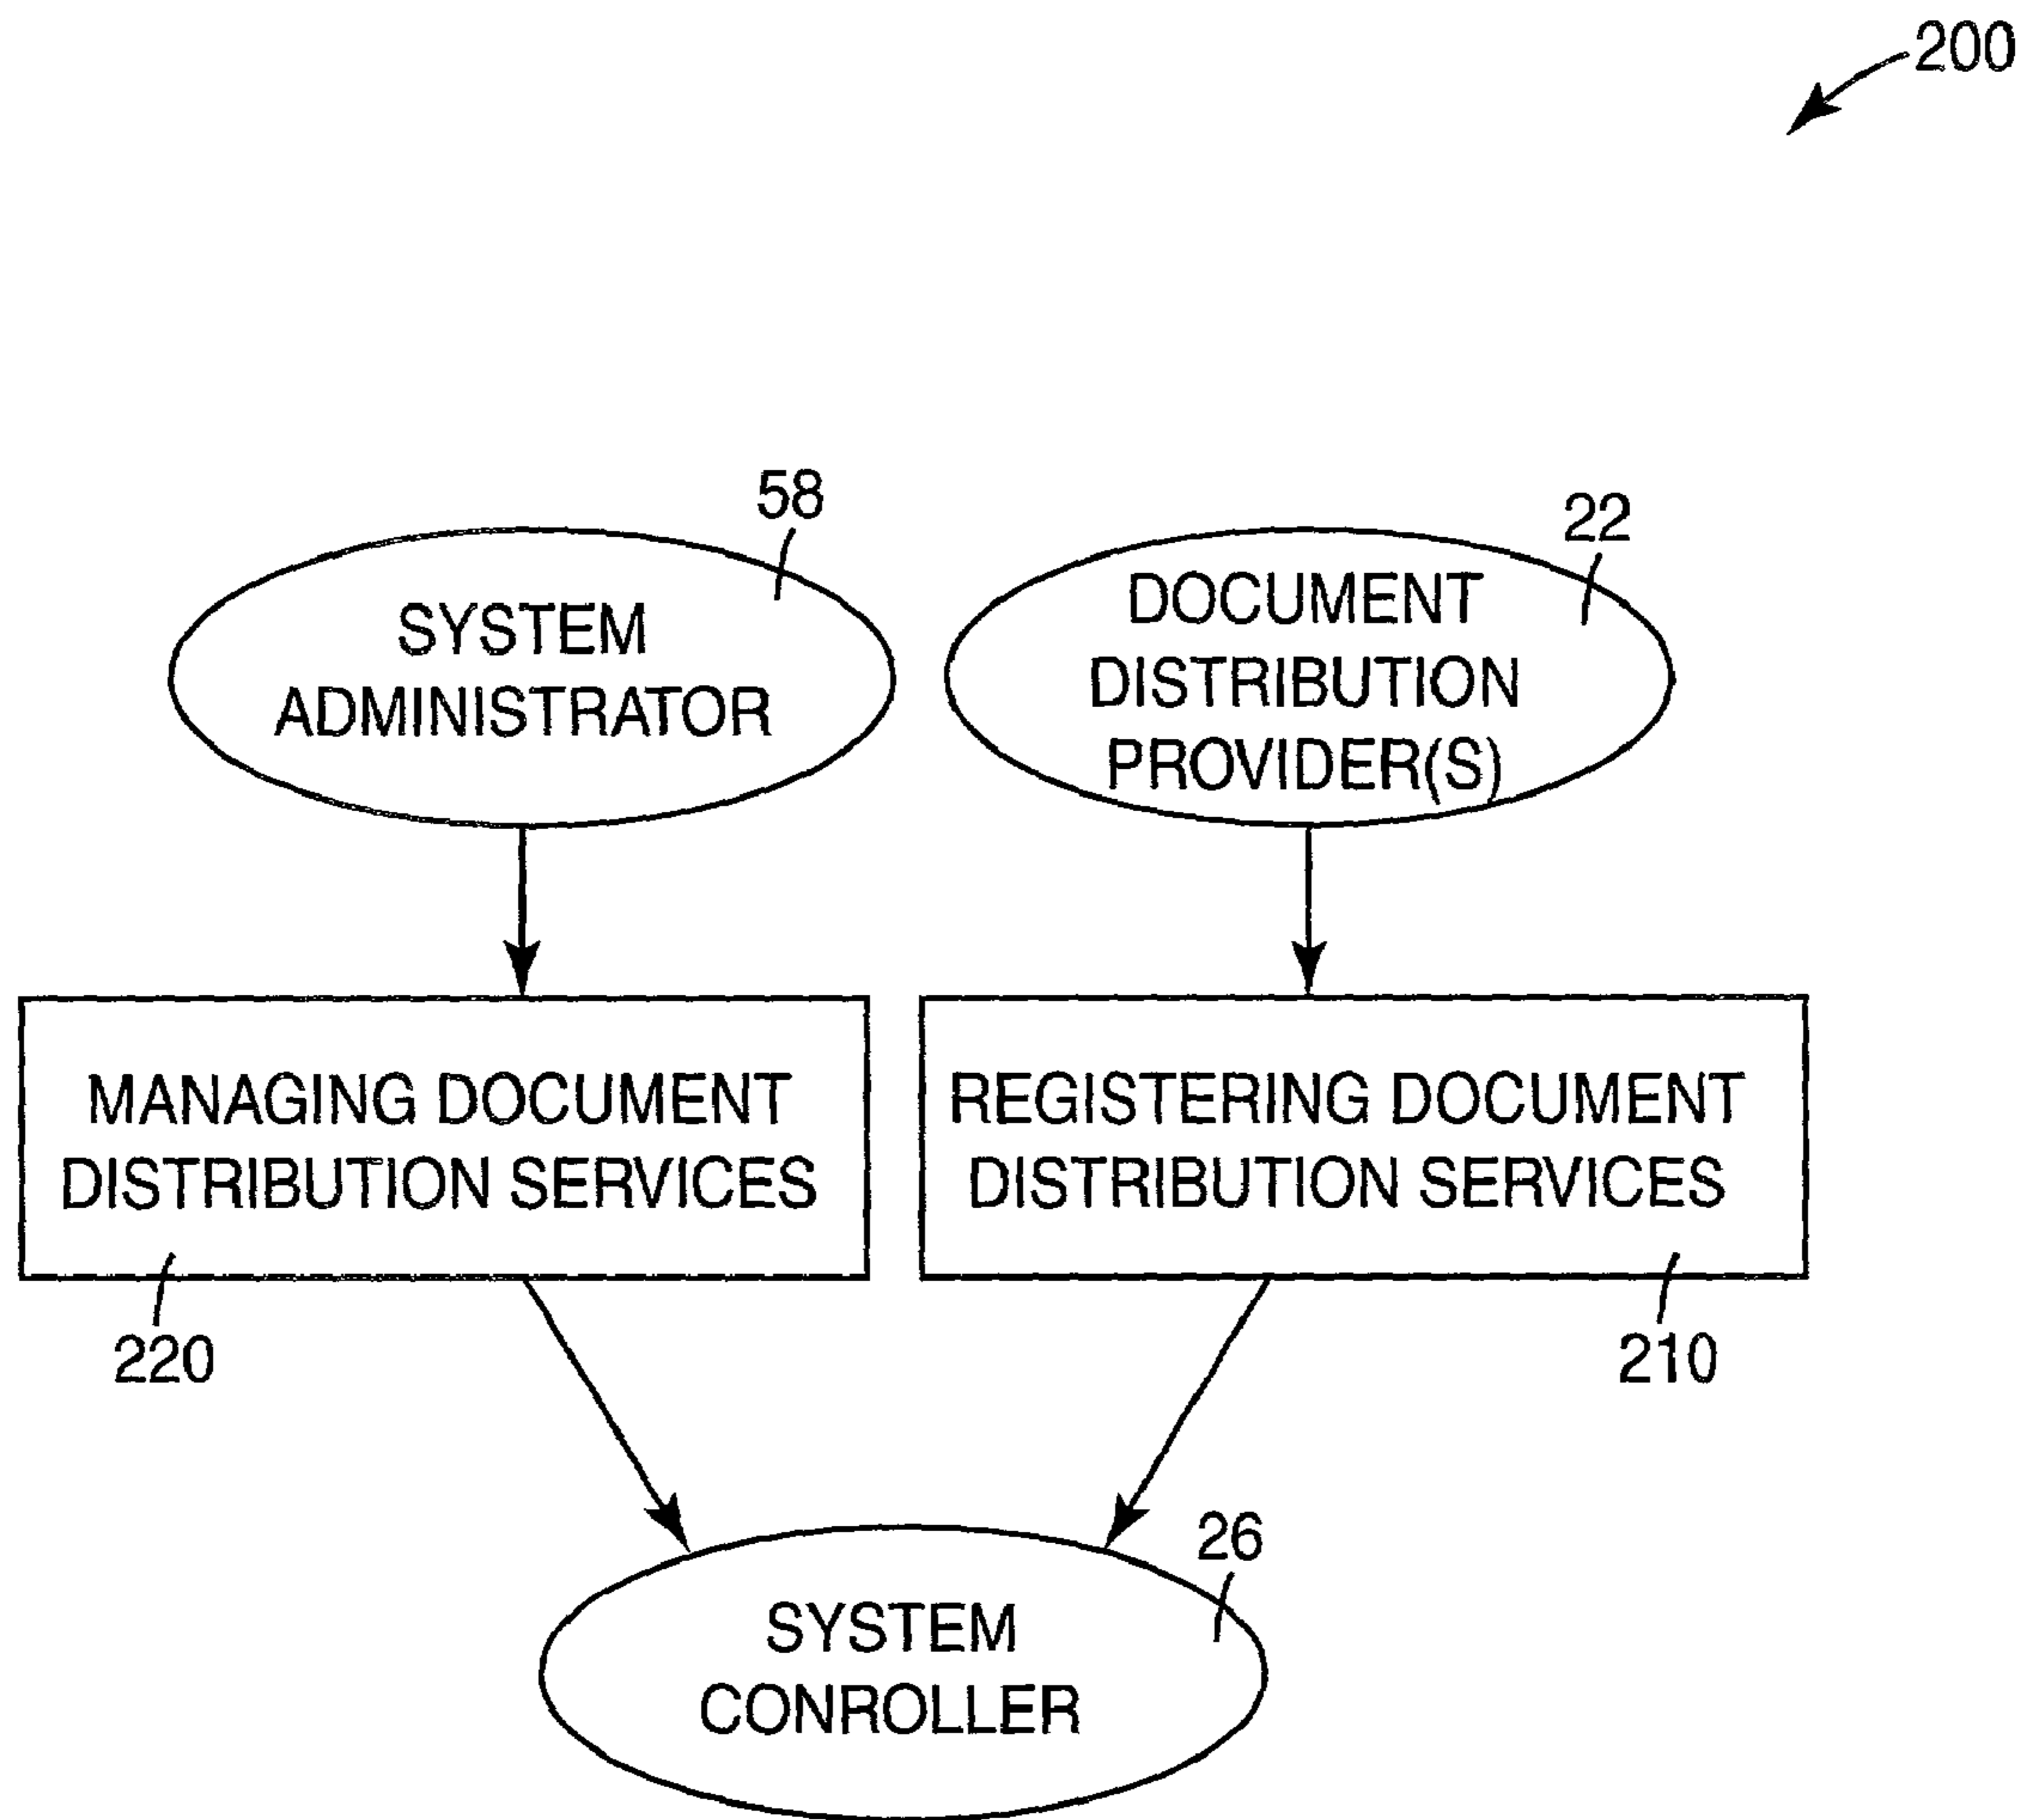 200
58
SYSTEM
ADMINISTRATOR
22
DOCUMENT
DISTRIBUTION
PROVIDER(S)
MANAGING DOCUMENT
DISTRIBUTION SERVICES
220
REGISTERING DOCUMENT
DISTRIBUTION SERVICES
210
26
SYSTEM
CONROLLER